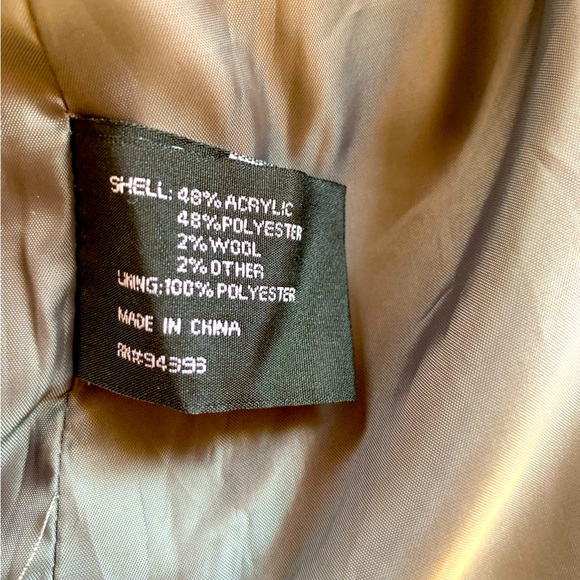 SHELL: 48% ACRYLIC
48% POLYESTER
2% WOOL
2% OTHER
LINING: 100% POLYESTER
MADE IN CHINA
RN#94393